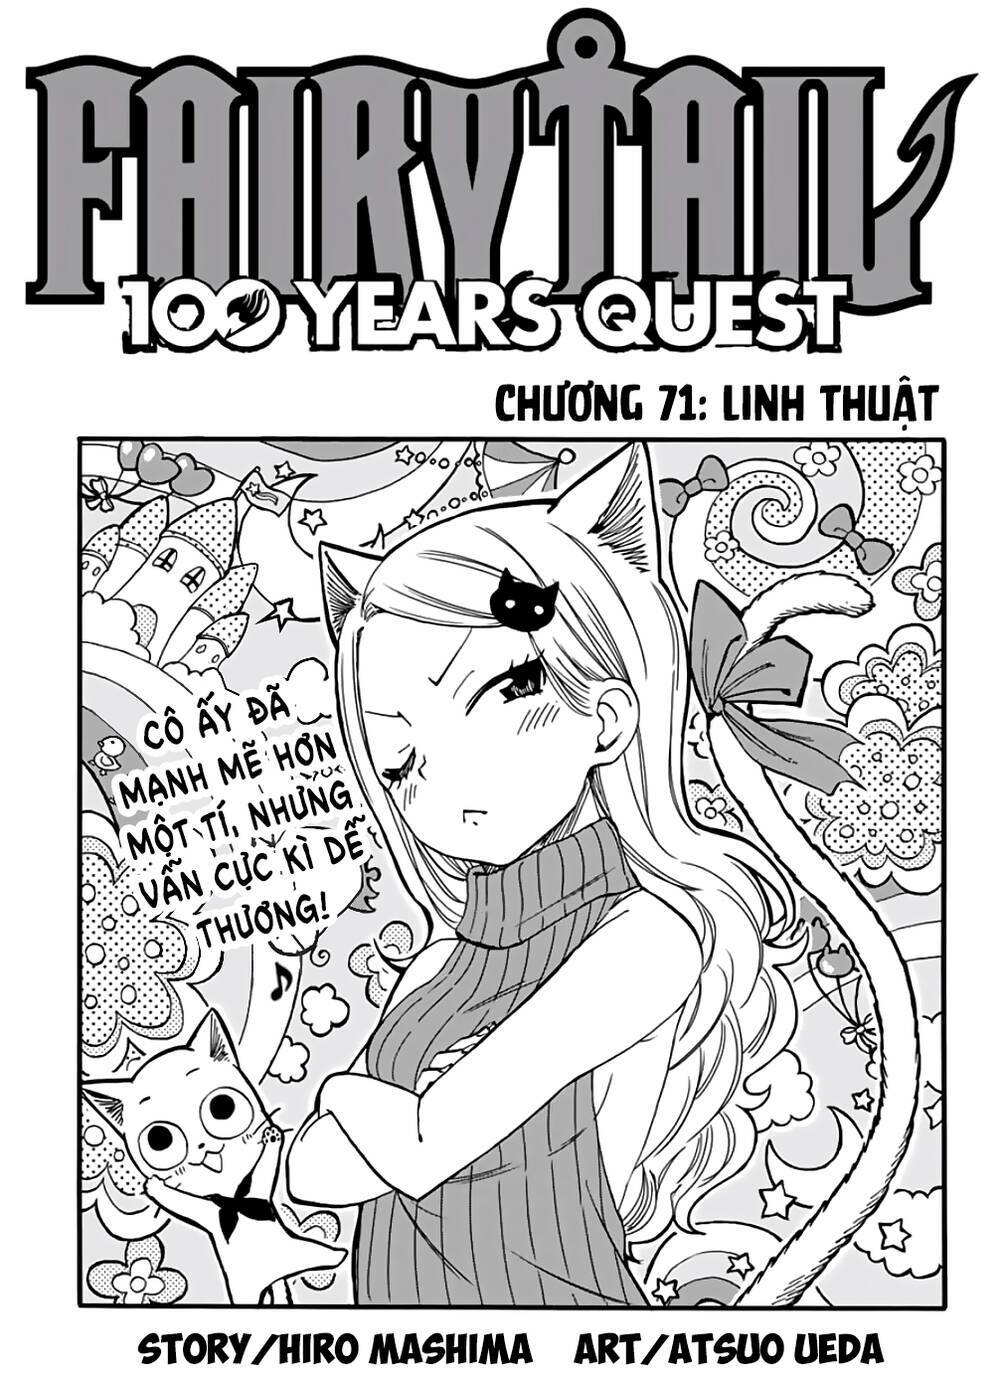 FAIRY TAIL
100 YEARS QUEST
CHƯƠNG 71: LINH THUẬT
CÔ ẤY ĐÃ
MẠNH MẼ HƠN
MỘT TÍ, NHƯNG
VẪN CỰC KÌ DỄ
THƯƠNG!
STORY/HIRO MASHIMA ART/ATSUO UEDA